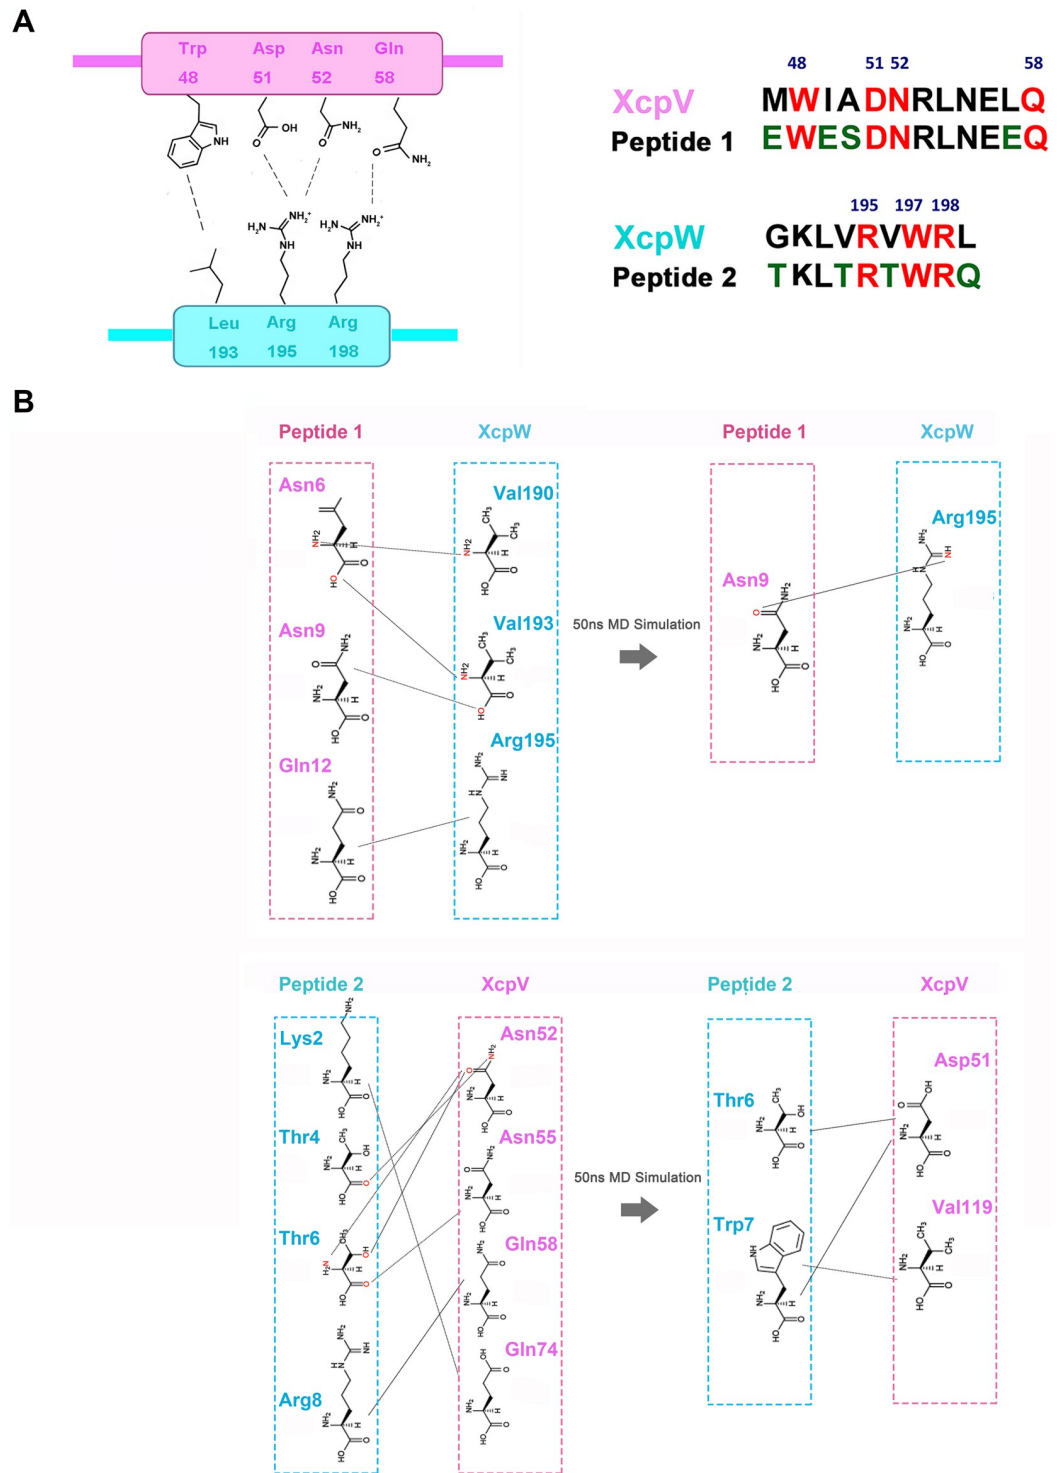 A
Trp Asp Asn Gln
48 51 52 58
NH
O OH
O NH2
O NH2
H2N NH2+
NH
H2N NH2+
NH
Leu Arg Arg
193 195 198
48 51 52 58
XcpV MWIADNRLNELQ
Peptide 1 EWESDNRLNEEQ
195 197 198
XcpW GKLVRVWRL
Peptide 2 TKLTRTWRQ
B
Peptide 1 XcpW Peptide 1 XcpW
Asn6 Val190
Asn9 Val193
Gln12 Arg195
50ns MD Simulation
Asn9 Arg195
Peptide 2 XcpV Peptide 2 XcpV
Lys2 Asn52
Thr4 Asn55
Thr6 Gln58
Arg8 Gln74
50ns MD Simulation
Thr6 Asp51
Trp7 Val119